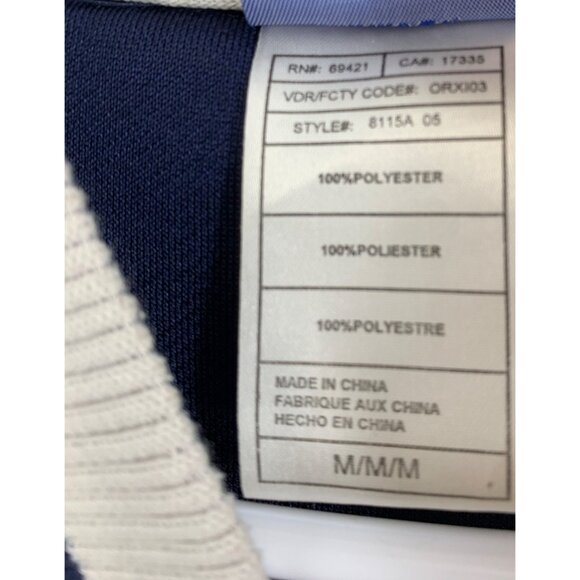 RN#: 69421 CA#: 17335
VDR/FCTY CODE#: ORXI03
STYLE#: 8115A 05
100%POLYESTER
100%POLIESTER
100%POLYESTRE
MADE IN CHINA
FABRIQUE AUX CHINA
HECHO EN CHINA
M/M/M